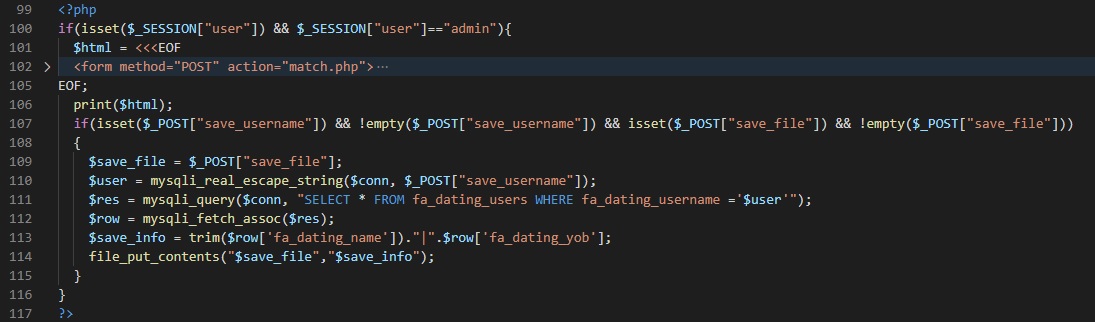 99 <?php
100 if(isset($_SESSION["user"]) && $_SESSION["user"]=="admin"){
101 $html = <<<EOF
102 > <form method="POST" action="match.php"> ···
105 EOF;
106 print($html);
107 if(isset($_POST["save_username"]) && !empty($_POST["save_username"]) && isset($_POST["save_file"]) && !empty($_POST["save_file"]))
108 {
109 $save_file = $_POST["save_file"];
110 $user = mysqli_real_escape_string($conn, $_POST["save_username"]);
111 $res = mysqli_query($conn, "SELECT * FROM fa_dating_users WHERE fa_dating_username ='$user'");
112 $row = mysqli_fetch_assoc($res);
113 $save_info = trim($row['fa_dating_name'])."|".$row['fa_dating_yob'];
114 file_put_contents("$save_file","$save_info");
115 }
116 }
117 ?>